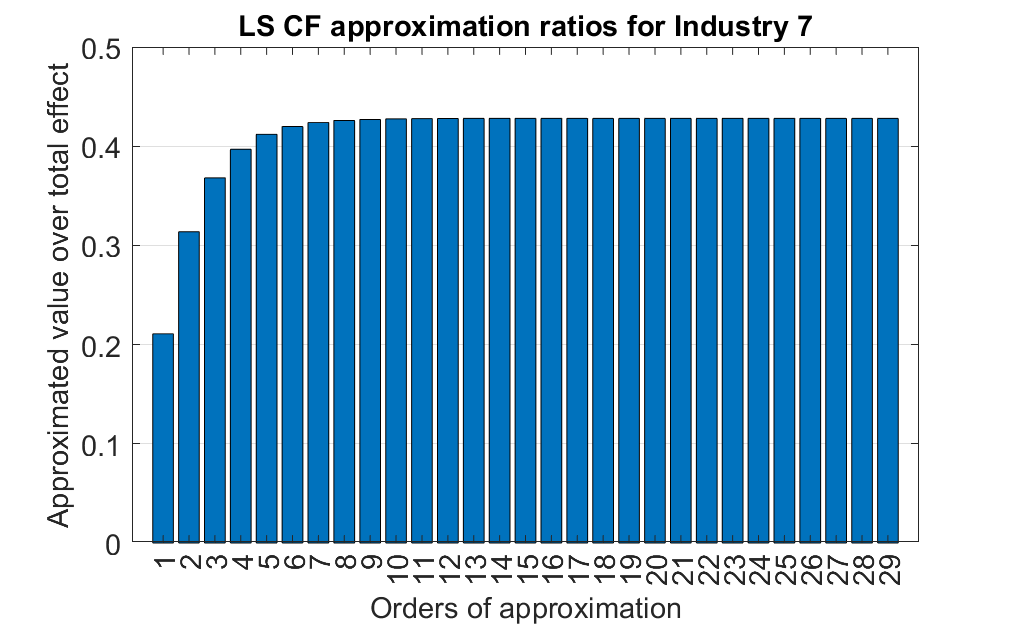 LS CF approximation ratios for Industry 7
Approximated value over total effect
0.5
0.4
0.3
0.2
0.1
0
1 2 3 4 5 6 7 8 9 10 11 12 13 14 15 16 17 18 19 20 21 22 23 24 25 26 27 28 29
Orders of approximation